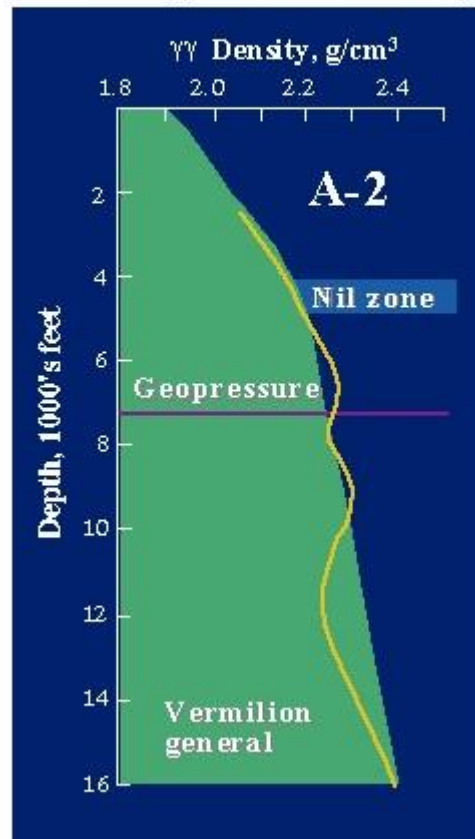 γγ Density, g/cm³
1.8 2.0 2.2 2.4
A-2
2
4
Nil zone
6
Geopressure
8
Depth, 1000's feet
10
12
14
Vermilion
general
16